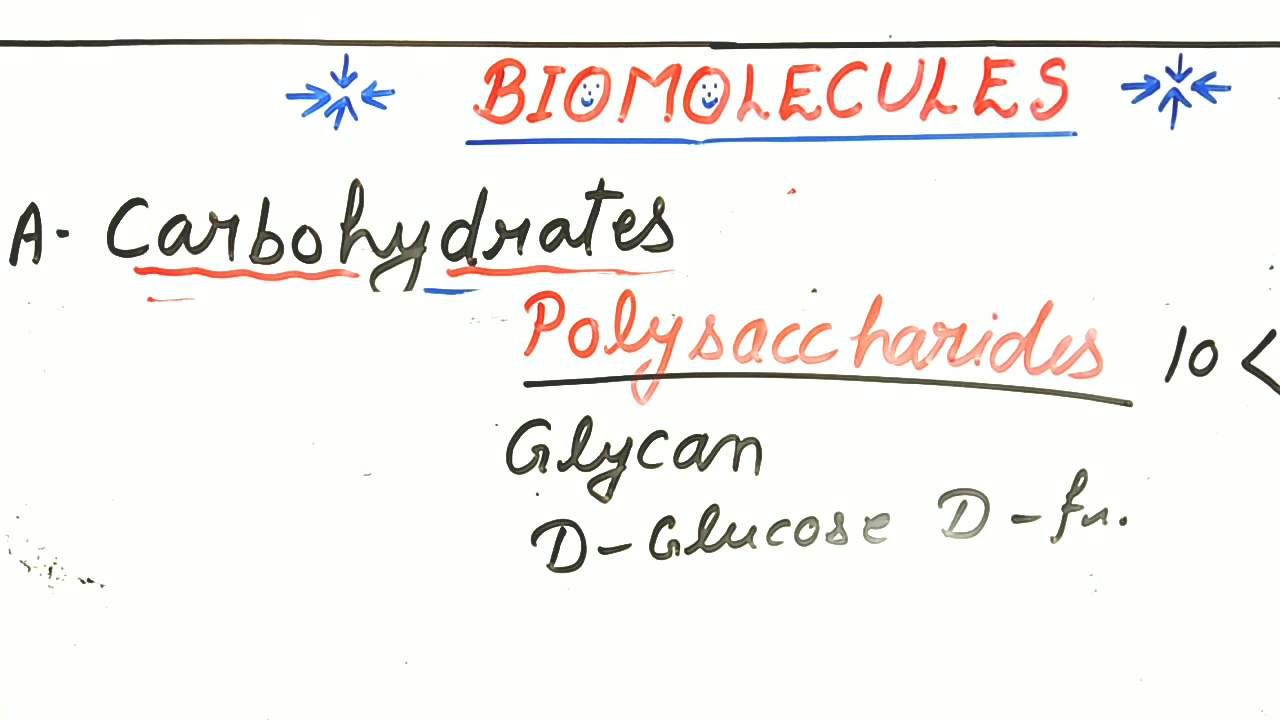 BIOMOLECULES
A- Carbohydrates
Polysaccharides 10 <
Glycan
D-Glucose D-fr.